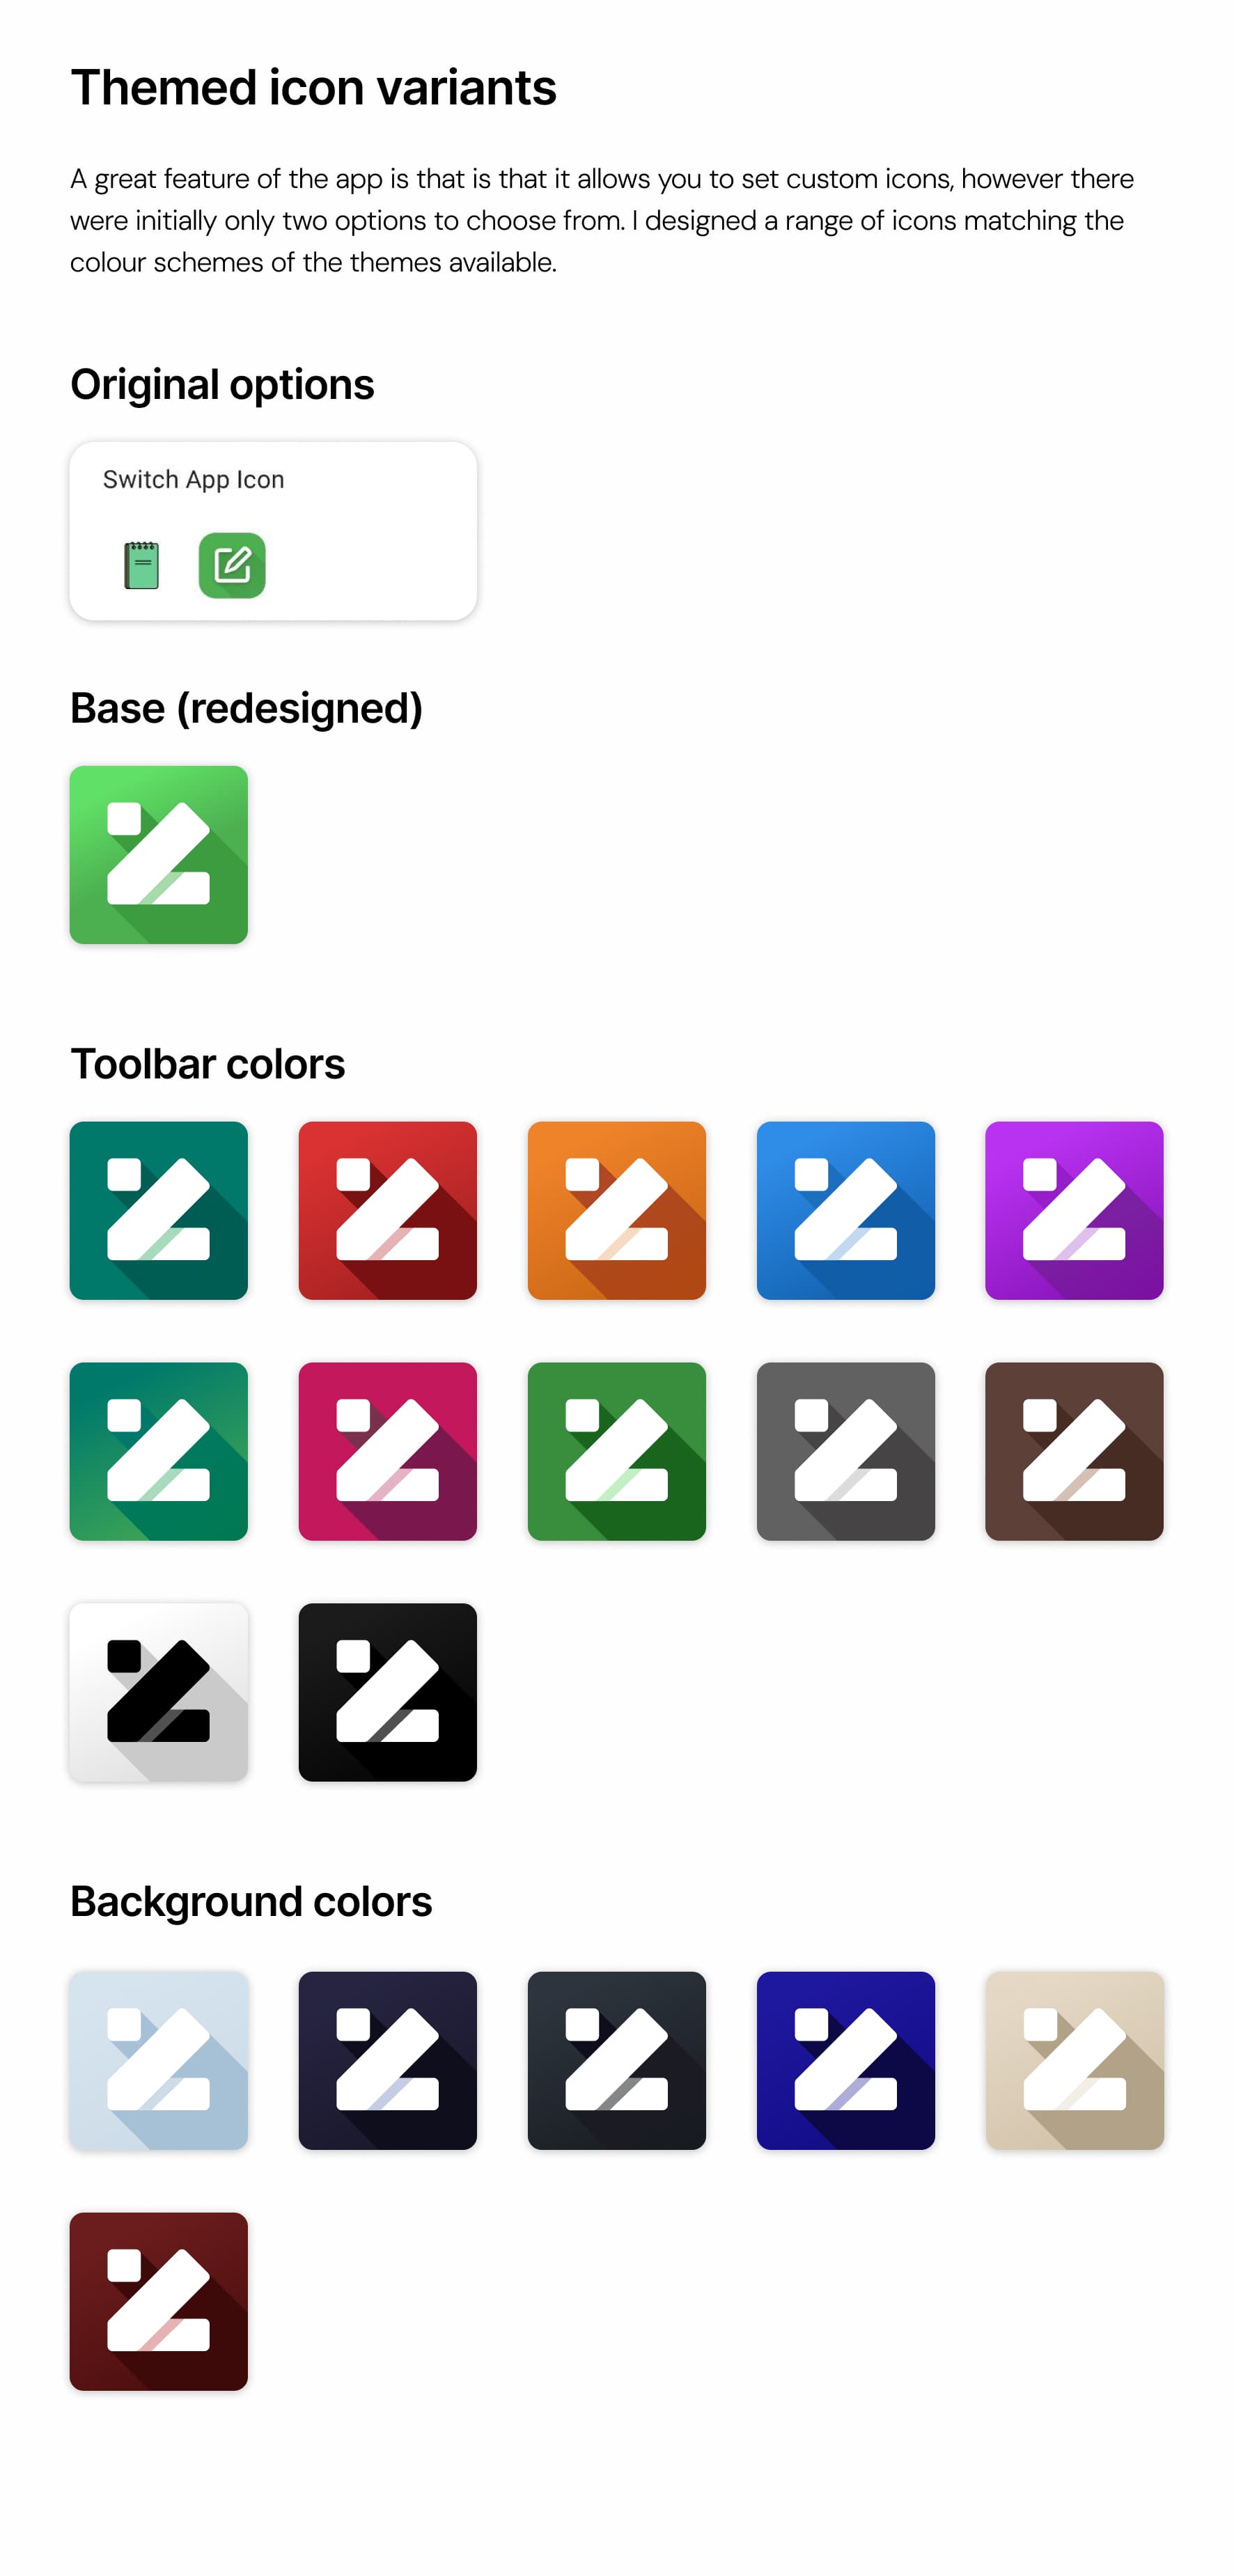 Themed icon variants
A great feature of the app is that is that it allows you to set custom icons, however there
were initially only two options to choose from. I designed a range of icons matching the
colour schemes of the themes available.
Original options
Switch App Icon
Base (redesigned)
Toolbar colors
Background colors